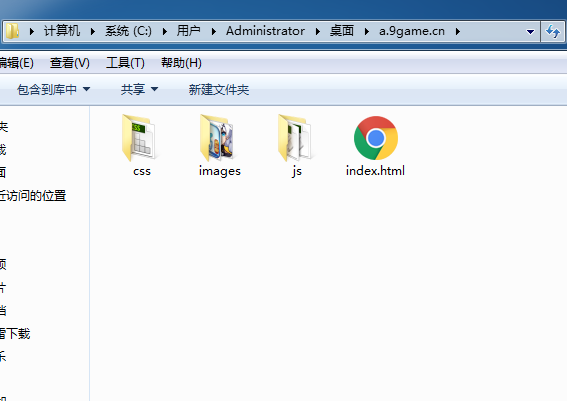 计算机 系统 (C:) 用户 Administrator 桌面 a.9game.cn
编辑(E) 查看(V) 工具(T) 帮助(H)
包含到库中 共享 新建文件夹
css images js index.html
夹
面
近访问的位置
频
片
档
雷下载
乐